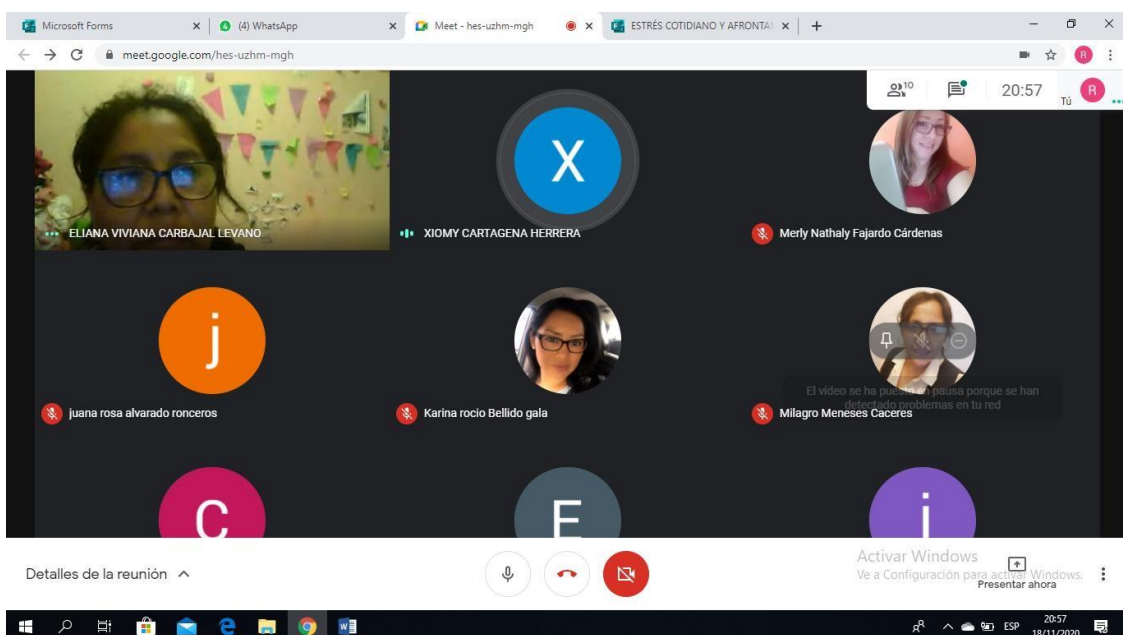 Microsoft Forms
(4) WhatsApp
Meet - hes-uzhm-mgh
ESTRÉS COTIDIANO Y AFRONTA
meet.google.com/hes-uzhm-mgh
R
10
20:57
Tú
R
ELIANA VIVIANA CARBAJAL LEVANO
X
XIOMY CARTAGENA HERRERA
Merly Nathaly Fajardo Cárdenas
j
juana rosa alvarado ronceros
Karina rocio Bellido gala
El vídeo se ha puesto en pausa porque se han
detectado problemas en tu red
Milagro Meneses Caceres
C
E
i
Detalles de la reunión
Activar Windows
Ve a Configuración para activar Windows.
Presentar ahora
ESP
20:57
18/11/2020